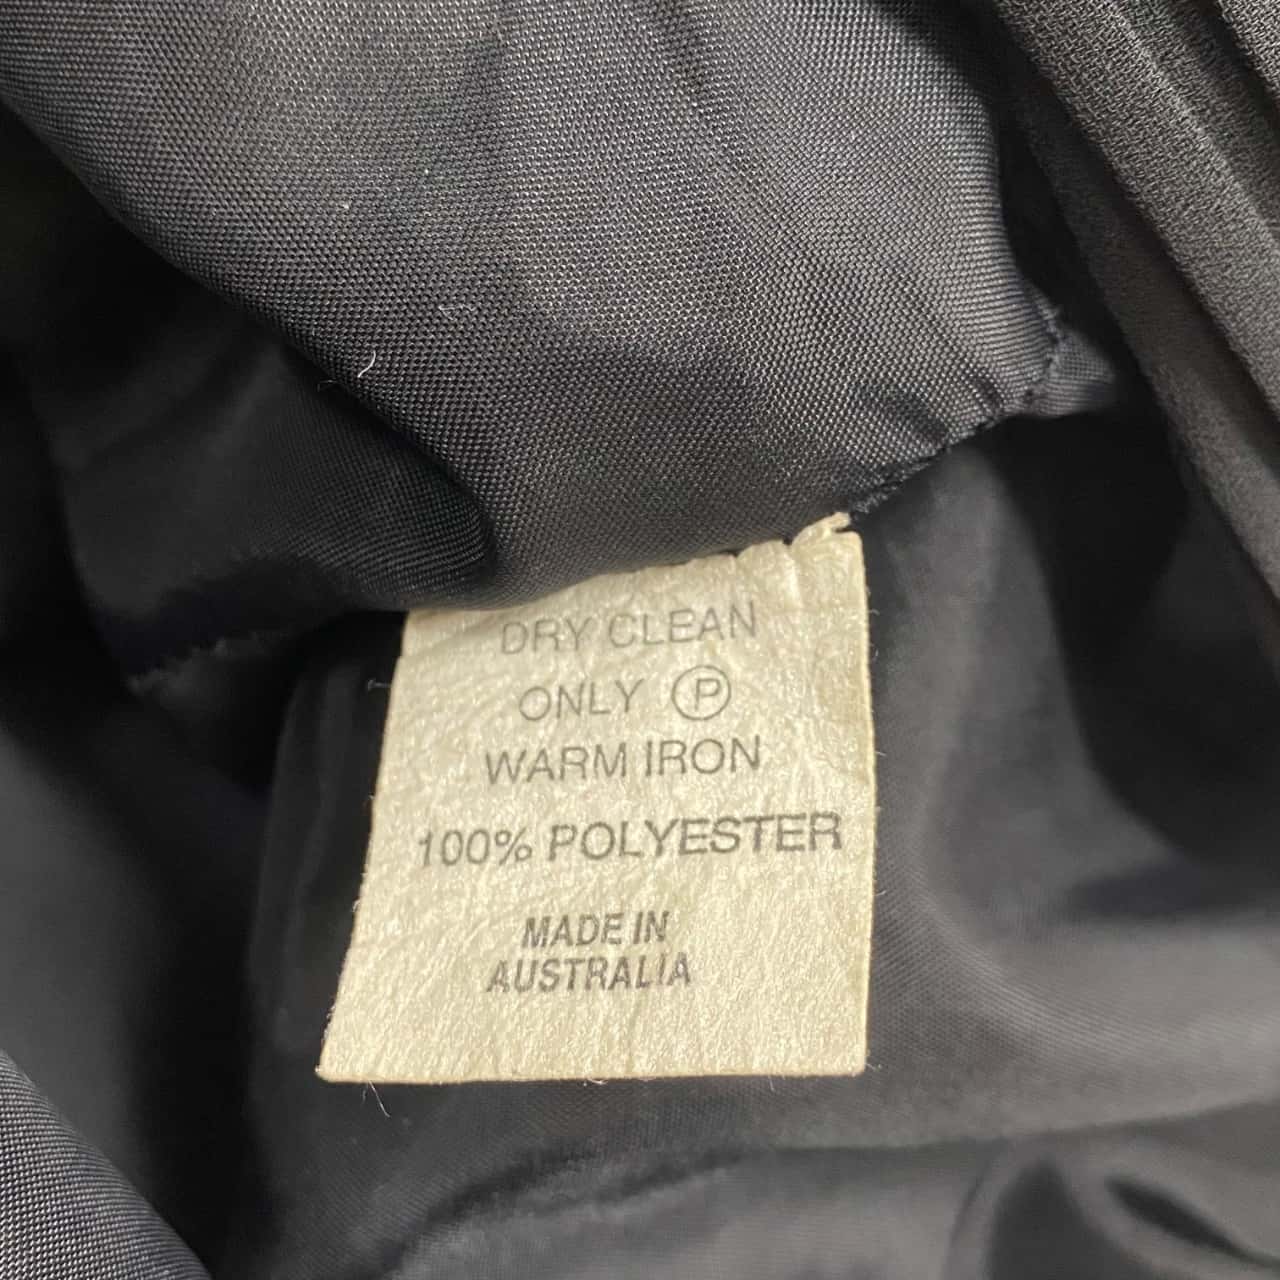 DRY CLEAN
ONLY Ⓟ
WARM IRON
100% POLYESTER
MADE IN
AUSTRALIA